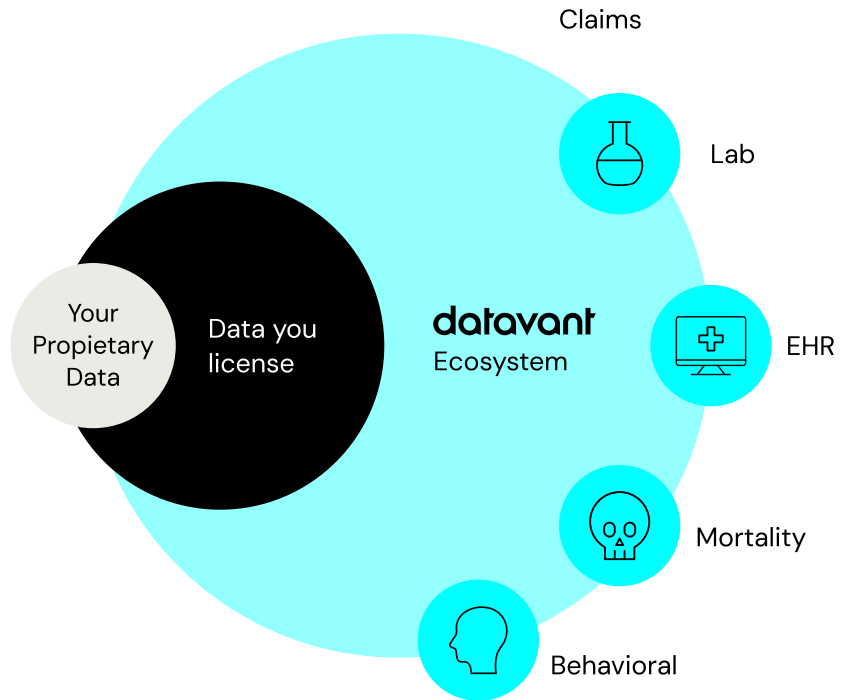 Claims
Lab
Your
Propietary
Data
Data you
license
datavant
Ecosystem
EHR
Mortality
Behavioral